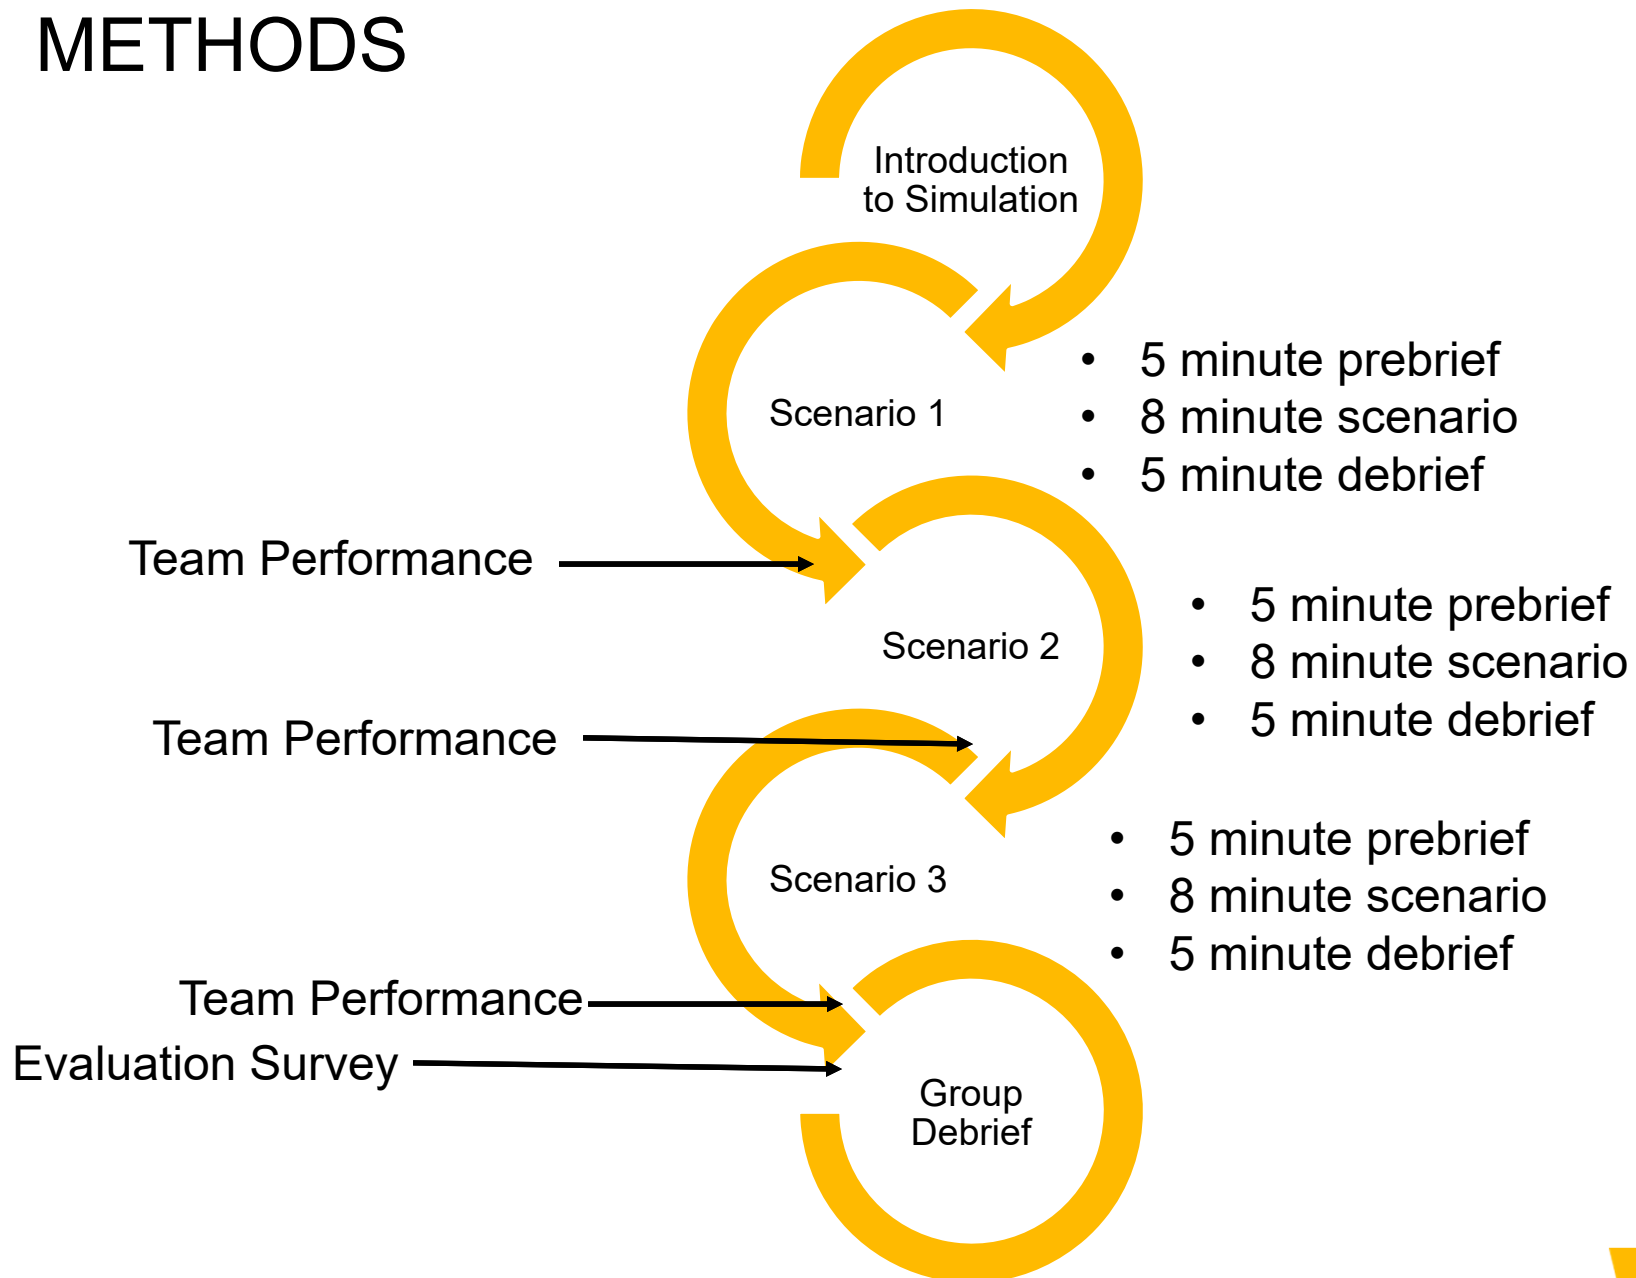 METHODS
Introduction
to Simulation
• 5 minute prebrief
• 8 minute scenario
• 5 minute debrief
Scenario 1
Team Performance
• 5 minute prebrief
• 8 minute scenario
• 5 minute debrief
Scenario 2
Team Performance
• 5 minute prebrief
• 8 minute scenario
• 5 minute debrief
Scenario 3
Team Performance
Evaluation Survey
Group
Debrief